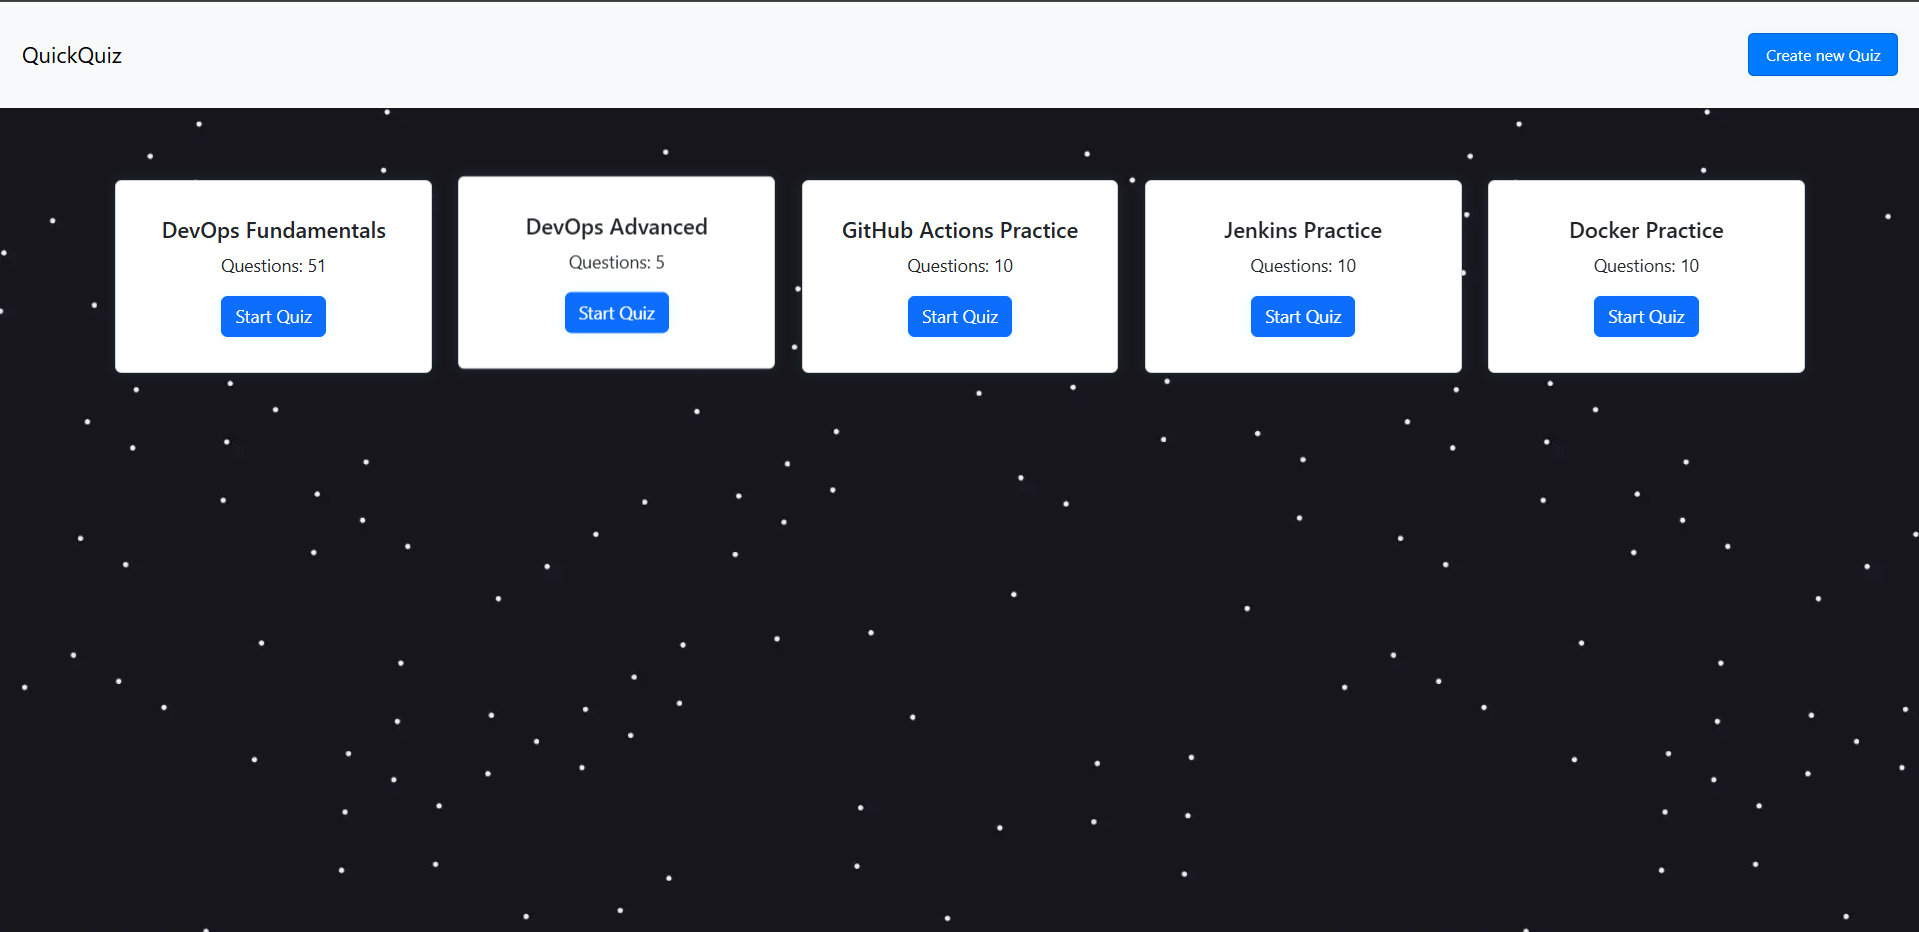 QuickQuiz
Create new Quiz
DevOps Fundamentals
Questions: 51
Start Quiz
DevOps Advanced
Questions: 5
Start Quiz
GitHub Actions Practice
Questions: 10
Start Quiz
Jenkins Practice
Questions: 10
Start Quiz
Docker Practice
Questions: 10
Start Quiz